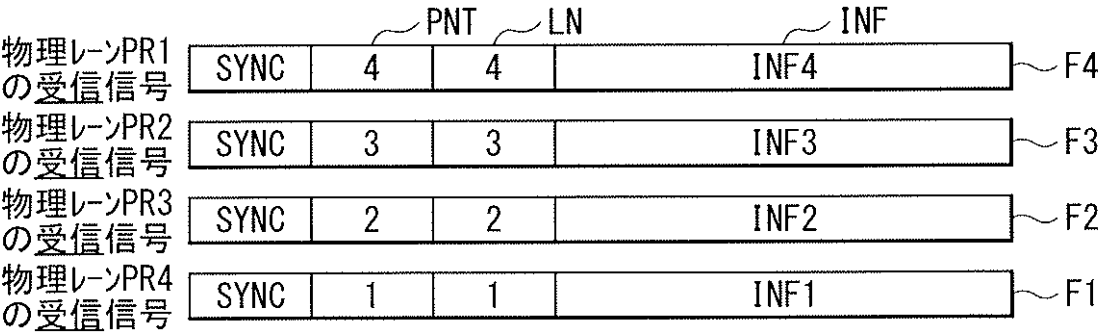 PNT LN INF
物理レーンPR1
の受信信号
SYNC 4 4 INF4 F4
物理レーンPR2
の受信信号
SYNC 3 3 INF3 F3
物理レーンPR3
の受信信号
SYNC 2 2 INF2 F2
物理レーンPR4
の受信信号
SYNC 1 1 INF1 F1